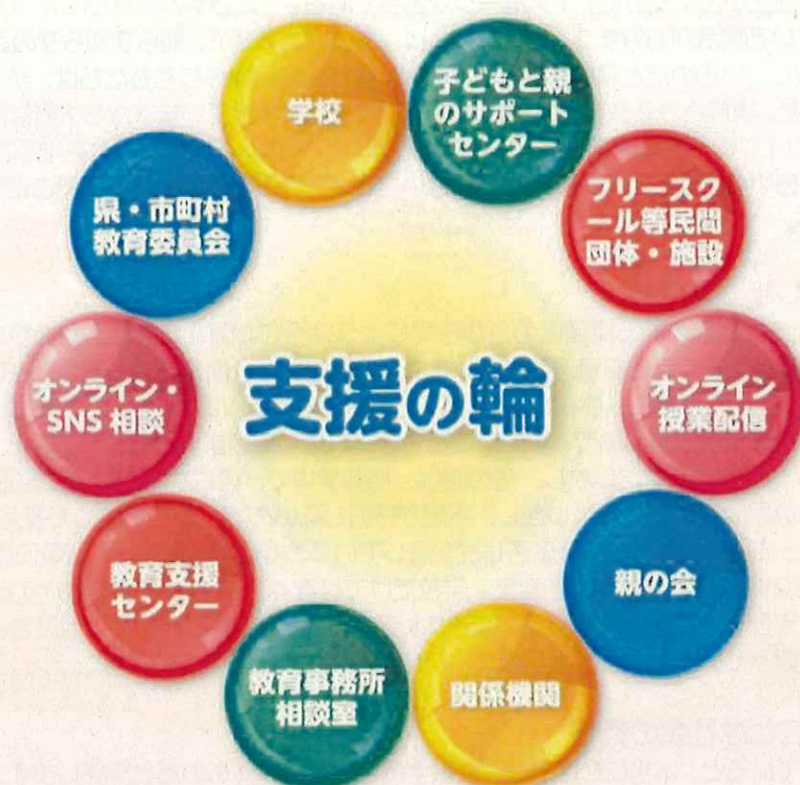 学校
子どもと親
のサポート
センター
フリースク
ール等民間
団体・施設
オンライン
授業配信
親の会
関係機関
教育事務所
相談室
教育支援
センター
オンライン・
SNS 相談
県・市町村
教育委員会
支援の輪